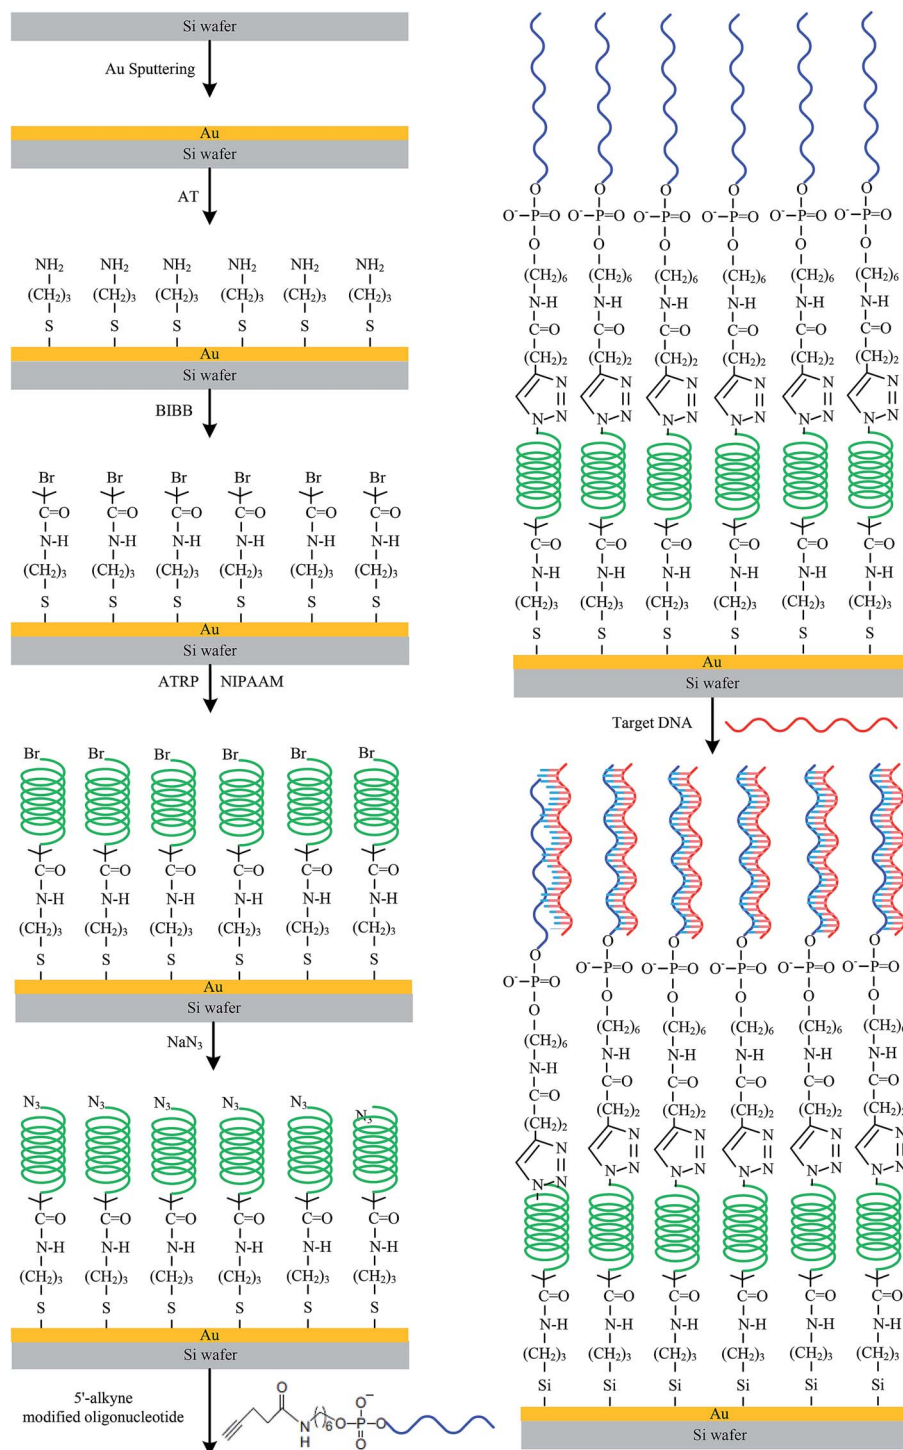 Si wafer
Au Sputtering
Au
Si wafer
AT
NH₂ NH₂ NH₂ NH₂ NH₂ NH₂
(CH₂)₃ (CH₂)₃ (CH₂)₃ (CH₂)₃ (CH₂)₃ (CH₂)₃
S S S S S S
Au
Si wafer
BIBB
Br Br Br Br Br Br
C=O C=O C=O C=O C=O C=O
N-H N-H N-H N-H N-H N-H
(CH₂)₃ (CH₂)₃ (CH₂)₃ (CH₂)₃ (CH₂)₃ (CH₂)₃
S S S S S S
Au
Si wafer
ATRP NIPAAM
Br Br Br Br Br Br
C=O C=O C=O C=O C=O C=O
N-H N-H N-H N-H N-H N-H
(CH₂)₃ (CH₂)₃ (CH₂)₃ (CH₂)₃ (CH₂)₃ (CH₂)₃
S S S S S S
Au
Si wafer
NaN₃
N₃ N₃ N₃ N₃ N₃ N₃
C=O C=O C=O C=O C=O C=O
N-H N-H N-H N-H N-H N-H
(CH₂)₃ (CH₂)₃ (CH₂)₃ (CH₂)₃ (CH₂)₃ (CH₂)₃
S S S S S S
Au
Si wafer
5'-alkyne
modified oligonucleotide
O O⁻
N ( )₆ O–P–O
H O
O O O O O O
O⁻–P=O O⁻–P=O O⁻–P=O O⁻–P=O O⁻–P=O O⁻–P=O
O O O O O O
(CH₂)₆ (CH₂)₆ (CH₂)₆ (CH₂)₆ (CH₂)₆ (CH₂)₆
N-H N-H N-H N-H N-H N-H
C=O C=O C=O C=O C=O C=O
(CH₂)₂ (CH₂)₂ (CH₂)₂ (CH₂)₂ (CH₂)₂ (CH₂)₂
N N N N N N
N N N N N N N N N N N N
C=O C=O C=O C=O C=O C=O
N-H N-H N-H N-H N-H N-H
(CH₂)₃ (CH₂)₃ (CH₂)₃ (CH₂)₃ (CH₂)₃ (CH₂)₃
S S S S S S
Au
Si wafer
Target DNA
O O O O O O
O⁻–P=O O⁻–P=O O⁻–P=O O⁻–P=O O⁻–P=O O⁻–P=O
O O O O O O
(CH₂)₆ (CH₂)₆ (CH₂)₆ (CH₂)₆ (CH₂)₆ (CH₂)₆
N-H N-H N-H N-H N-H N-H
C=O C=O C=O C=O C=O C=O
(CH₂)₂ (CH₂)₂ (CH₂)₂ (CH₂)₂ (CH₂)₂ (CH₂)₂
N N N N N N
N N N N N N N N N N N N
C=O C=O C=O C=O C=O C=O
N-H N-H N-H N-H N-H N-H
(CH₂)₃ (CH₂)₃ (CH₂)₃ (CH₂)₃ (CH₂)₃ (CH₂)₃
Si Si Si Si Si Si
Au
Si wafer